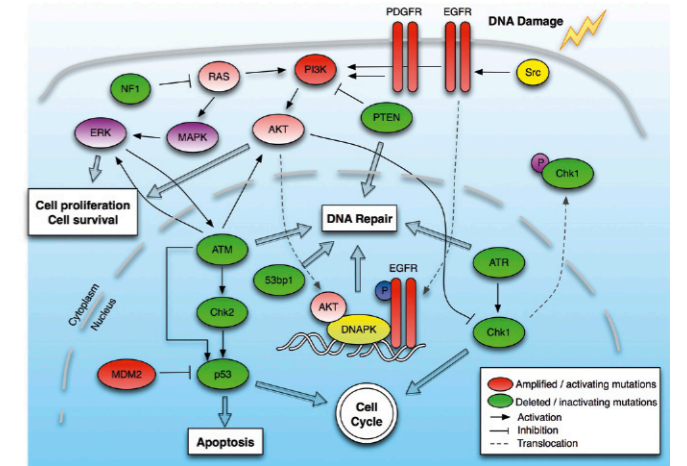 PDGFR
EGFR
DNA Damage
NF1
RAS
PI3K
Src
ERK
MAPK
AKT
PTEN
P
Chk1
Cell proliferation
Cell survival
DNA Repair
ATM
ATR
53bp1
EGFR
P
AKT
DNAPK
Cytoplasm
Nucleus
Chk2
Chk1
MDM2
p53
Cell
Cycle
Apoptosis
Amplified / activating mutations
Deleted / inactivating mutations
Activation
Inhibition
Translocation